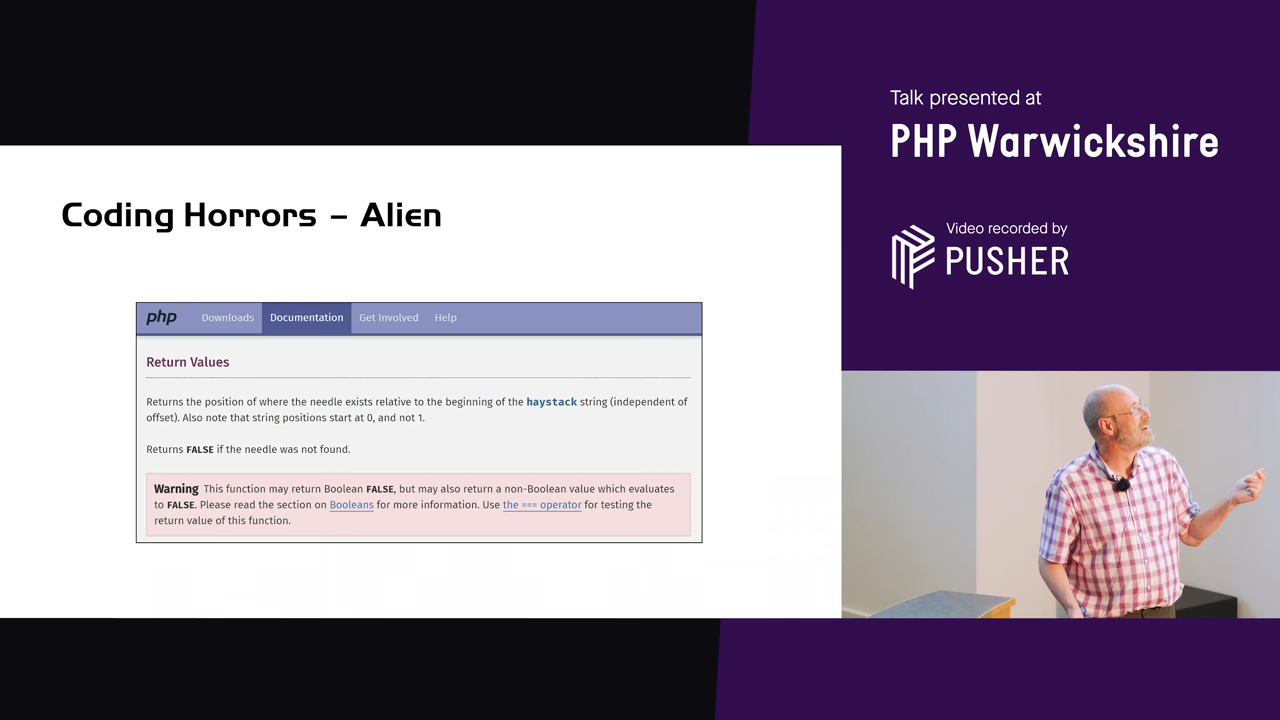 Talk presented at
PHP Warwickshire
Video recorded by
PUSHER
Coding Horrors – Alien
php Downloads Documentation Get Involved Help
Return Values
Returns the position of where the needle exists relative to the beginning of the haystack string (independent of
offset). Also note that string positions start at 0, and not 1.
Returns FALSE if the needle was not found.
Warning This function may return Boolean FALSE, but may also return a non-Boolean value which evaluates
to FALSE. Please read the section on Booleans for more information. Use the === operator for testing the
return value of this function.